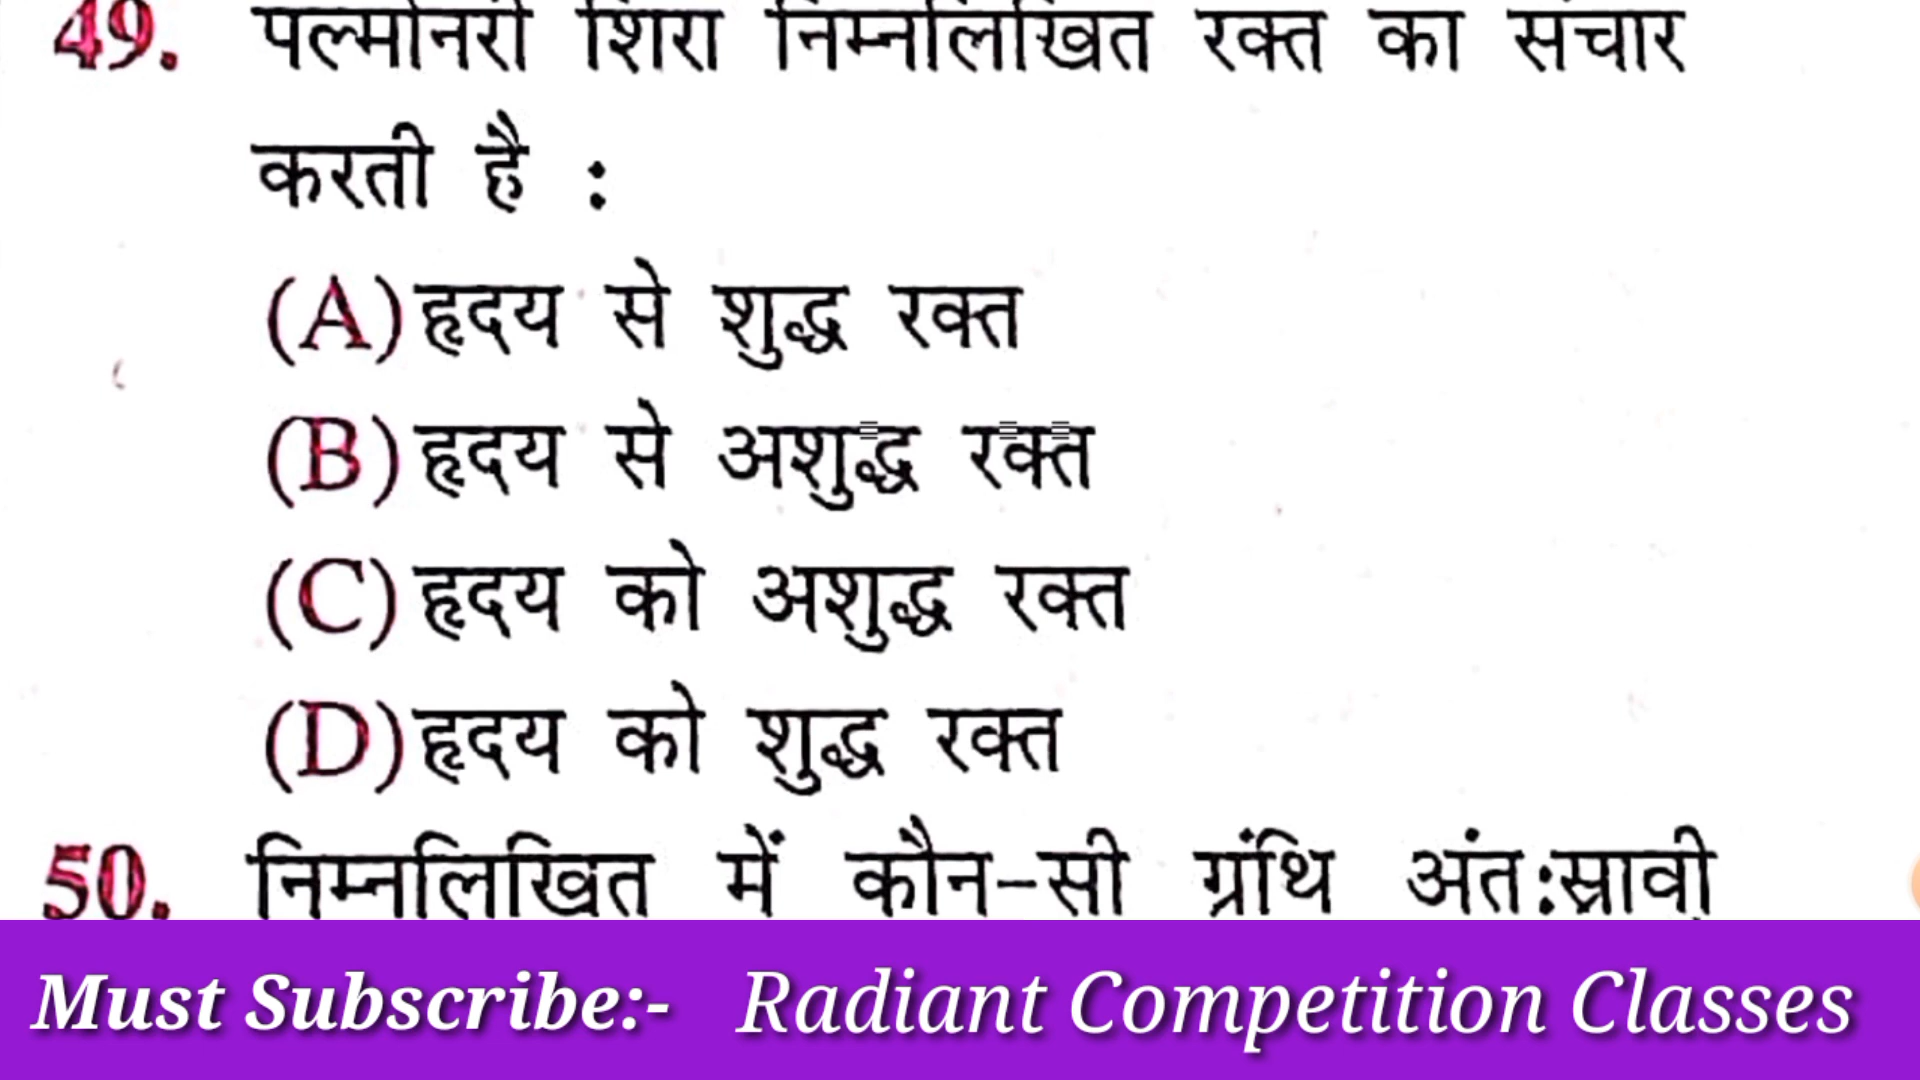 49. पल्मोनरी शिरा निम्नलिखित रक्त का संचार
करती है :
(A) हृदय से शुद्ध रक्त
(B) हृदय से अशुद्ध रक्त
(C) हृदय को अशुद्ध रक्त
(D) हृदय को शुद्ध रक्त
50. निम्नलिखित में कौन-सी ग्रंथि अंत:स्रावी
Must Subscribe:- Radiant Competition Classes